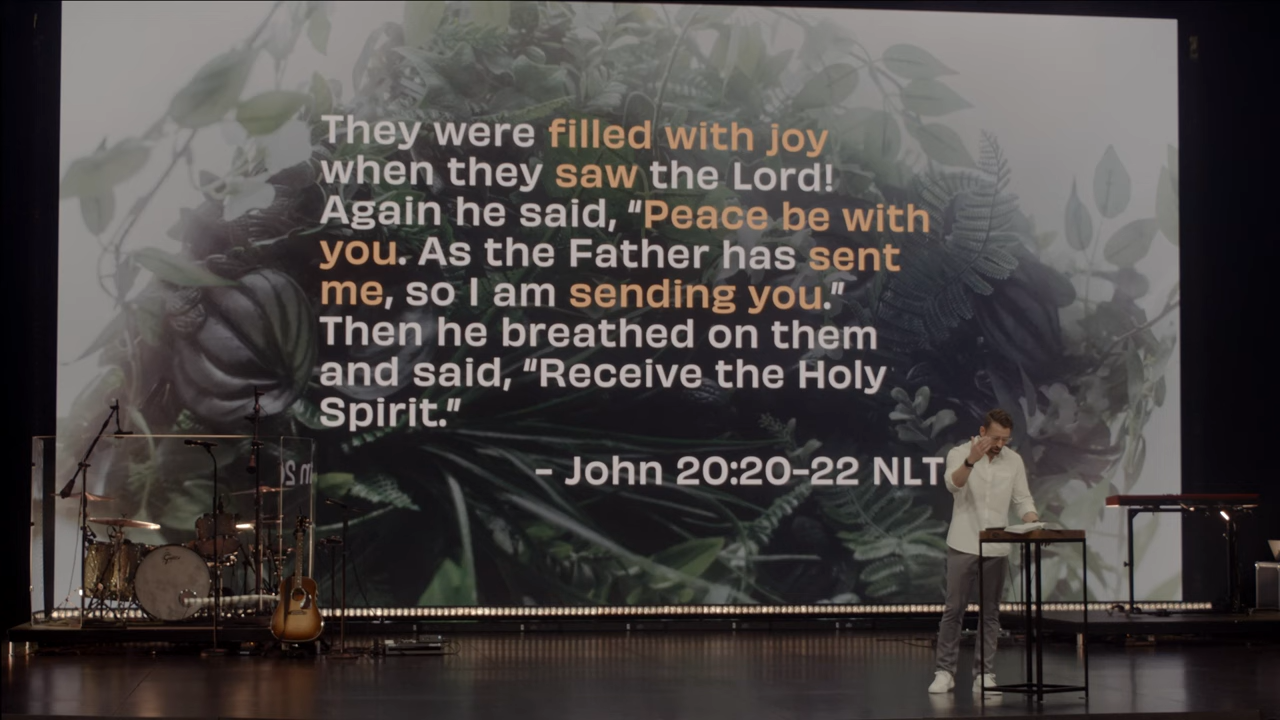 They were filled with joy
when they saw the Lord!
Again he said, "Peace be with
you. As the Father has sent
me, so I am sending you."
Then he breathed on them
and said, "Receive the Holy
Spirit."
- John 20:20-22 NLT